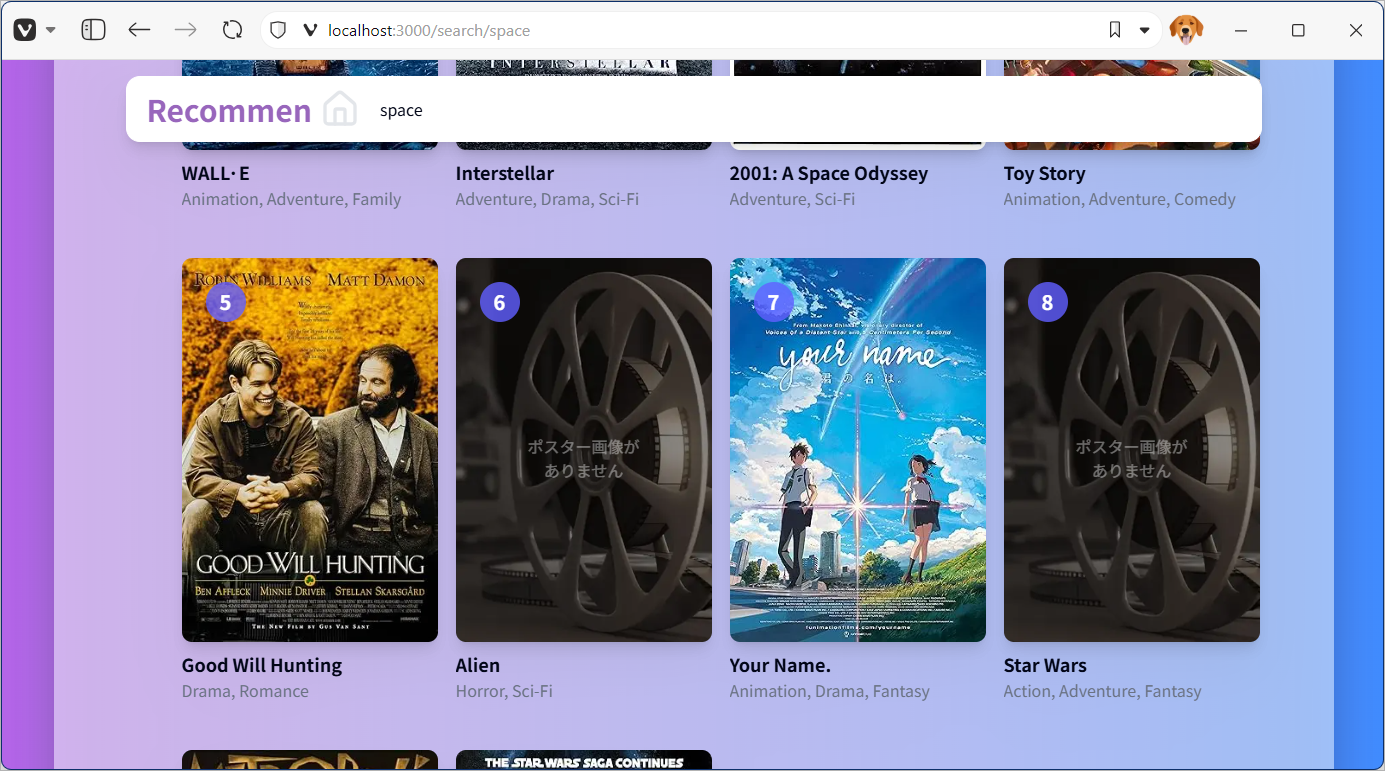 localhost:3000/search/space
INTERSTELLAR
Recommen
space
WALL·E
Animation, Adventure, Family
Interstellar
Adventure, Drama, Sci-Fi
2001: A Space Odyssey
Adventure, Sci-Fi
Toy Story
Animation, Adventure, Comedy
ROBIN WILLIAMS MATT DAMON
5
GOOD WILL HUNTING
BEN AFFLECK MINNIE DRIVER STELLAN SKARSGÅRD
THE NEW FILM BY GUS VAN SANT
6
ポスター画像が
ありません
7
From Makoto Shinkai, visionary director of
Voices of a Distant Star and 5 Centimeters Per Second
your name
君の名は。
funimationfilms.com/yourname
8
ポスター画像が
ありません
Good Will Hunting
Drama, Romance
Alien
Horror, Sci-Fi
Your Name.
Animation, Drama, Fantasy
Star Wars
Action, Adventure, Fantasy
THE STAR WARS SAGA CONTINUES